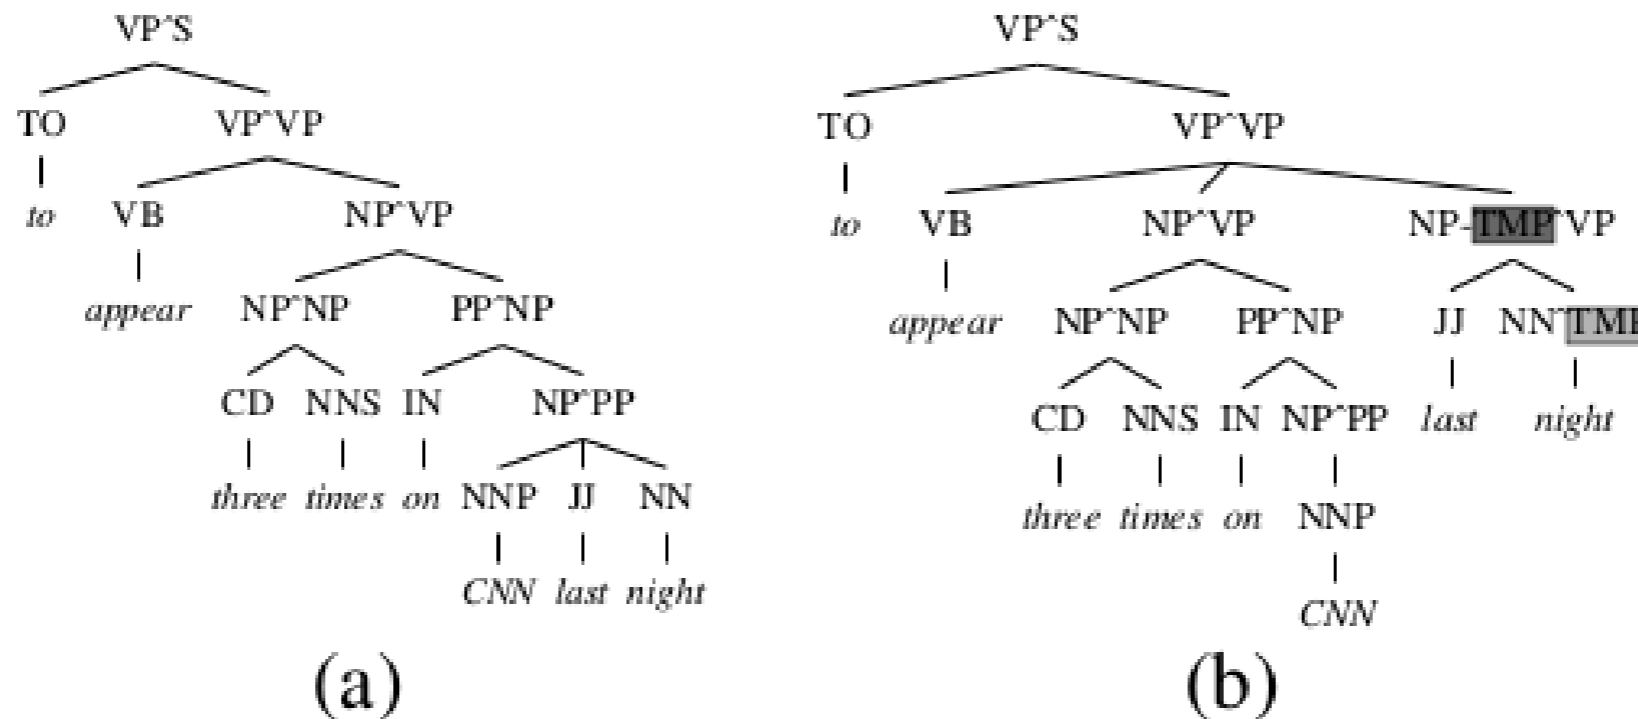 VP^S VP^S
TO VP^VP TO VP^VP
to VB NP^VP to VB NP^VP NP-TMP^VP
appear NP^NP PP^NP appear NP^NP PP^NP JJ NN^TMP
CD NNS IN NP^PP CD NNS IN NP^PP last night
three times on NNP JJ NN three times on NNP
CNN last night CNN
(a) (b)